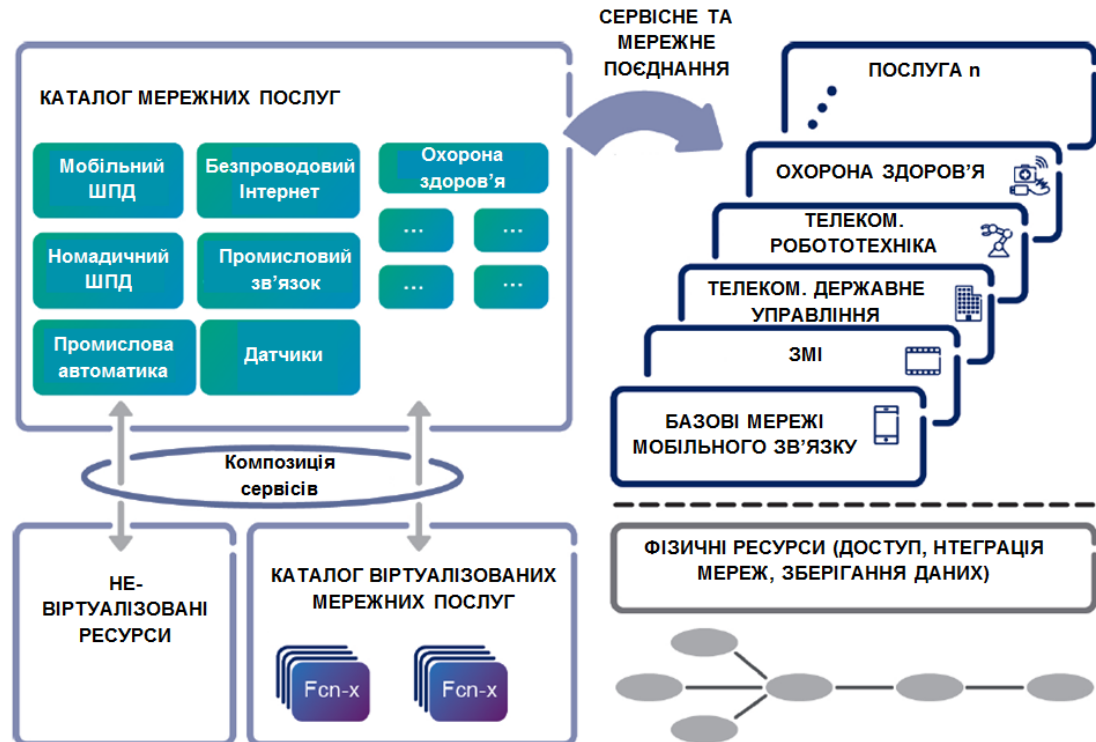 СЕРВІСНЕ ТА
МЕРЕЖНЕ
ПОЄДНАННЯ
КАТАЛОГ МЕРЕЖНИХ ПОСЛУГ
Мобільний
ШПД
Безпроводовий
Інтернет
Охорона
здоров’я
...
...
Номадичний
ШПД
Промисловий
зв’язок
...
...
Промислова
автоматика
Датчики
Композиція
сервісів
НЕ-
ВІРТУАЛІЗОВАНІ
РЕСУРСИ
КАТАЛОГ ВІРТУАЛІЗОВАНИХ
МЕРЕЖНИХ ПОСЛУГ
Fcn-x
Fcn-x
ПОСЛУГА n
ОХОРОНА ЗДОРОВ’Я
ТЕЛЕКОМ.
РОБОТОТЕХНІКА
ТЕЛЕКОМ. ДЕРЖАВНЕ
УПРАВЛІННЯ
ЗМІ
БАЗОВІ МЕРЕЖІ
МОБІЛЬНОГО ЗВ’ЯЗКУ
ФІЗИЧНІ РЕСУРСИ (ДОСТУП, НТЕГРАЦІЯ
МЕРЕЖ, ЗБЕРІГАННЯ ДАНИХ)